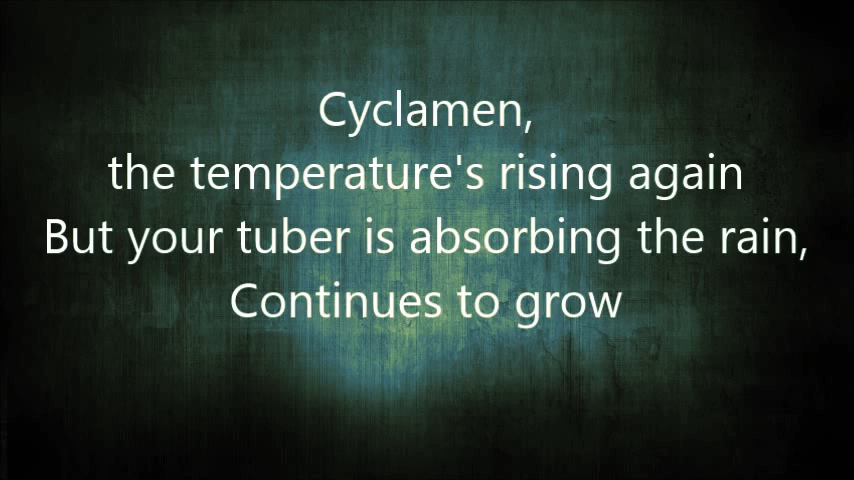 Cyclamen,
the temperature's rising again
But your tuber is absorbing the rain,
Continues to grow